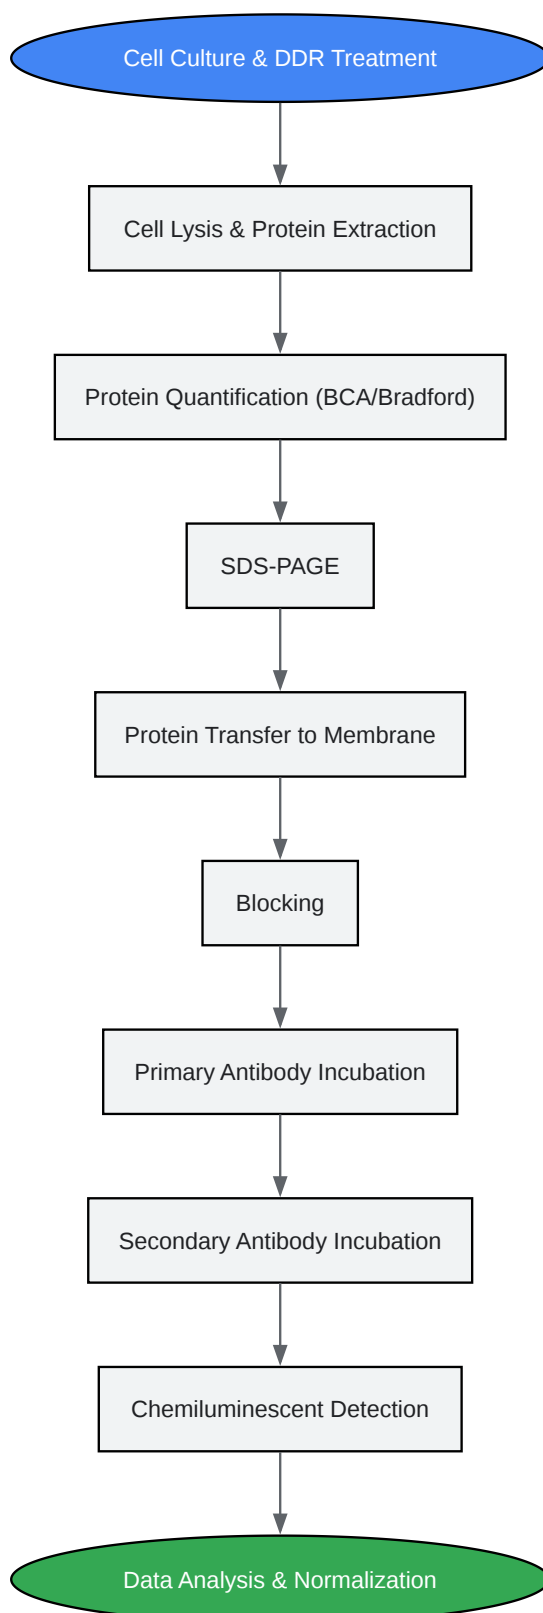 Cell Culture & DDR Treatment
Cell Lysis & Protein Extraction
Protein Quantification (BCA/Bradford)
SDS-PAGE
Protein Transfer to Membrane
Blocking
Primary Antibody Incubation
Secondary Antibody Incubation
Chemiluminescent Detection
Data Analysis & Normalization